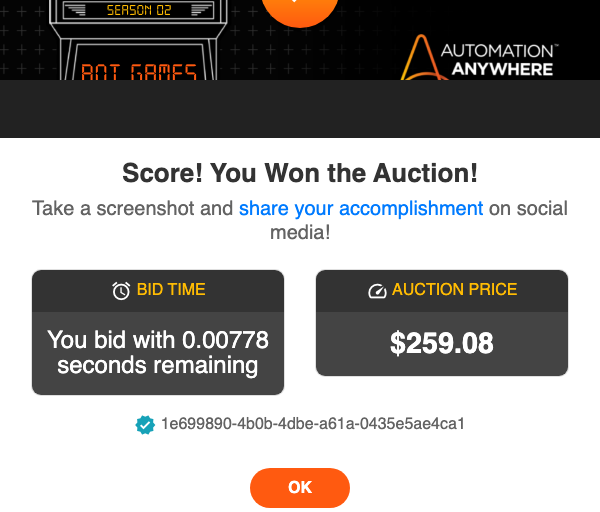 SEASON 02
BOT GAMES
AUTOMATION™
ANYWHERE
Score! You Won the Auction!
Take a screenshot and share your accomplishment on social
media!
BID TIME
You bid with 0.00778
seconds remaining
AUCTION PRICE
$259.08
1e699890-4b0b-4dbe-a61a-0435e5ae4ca1
OK